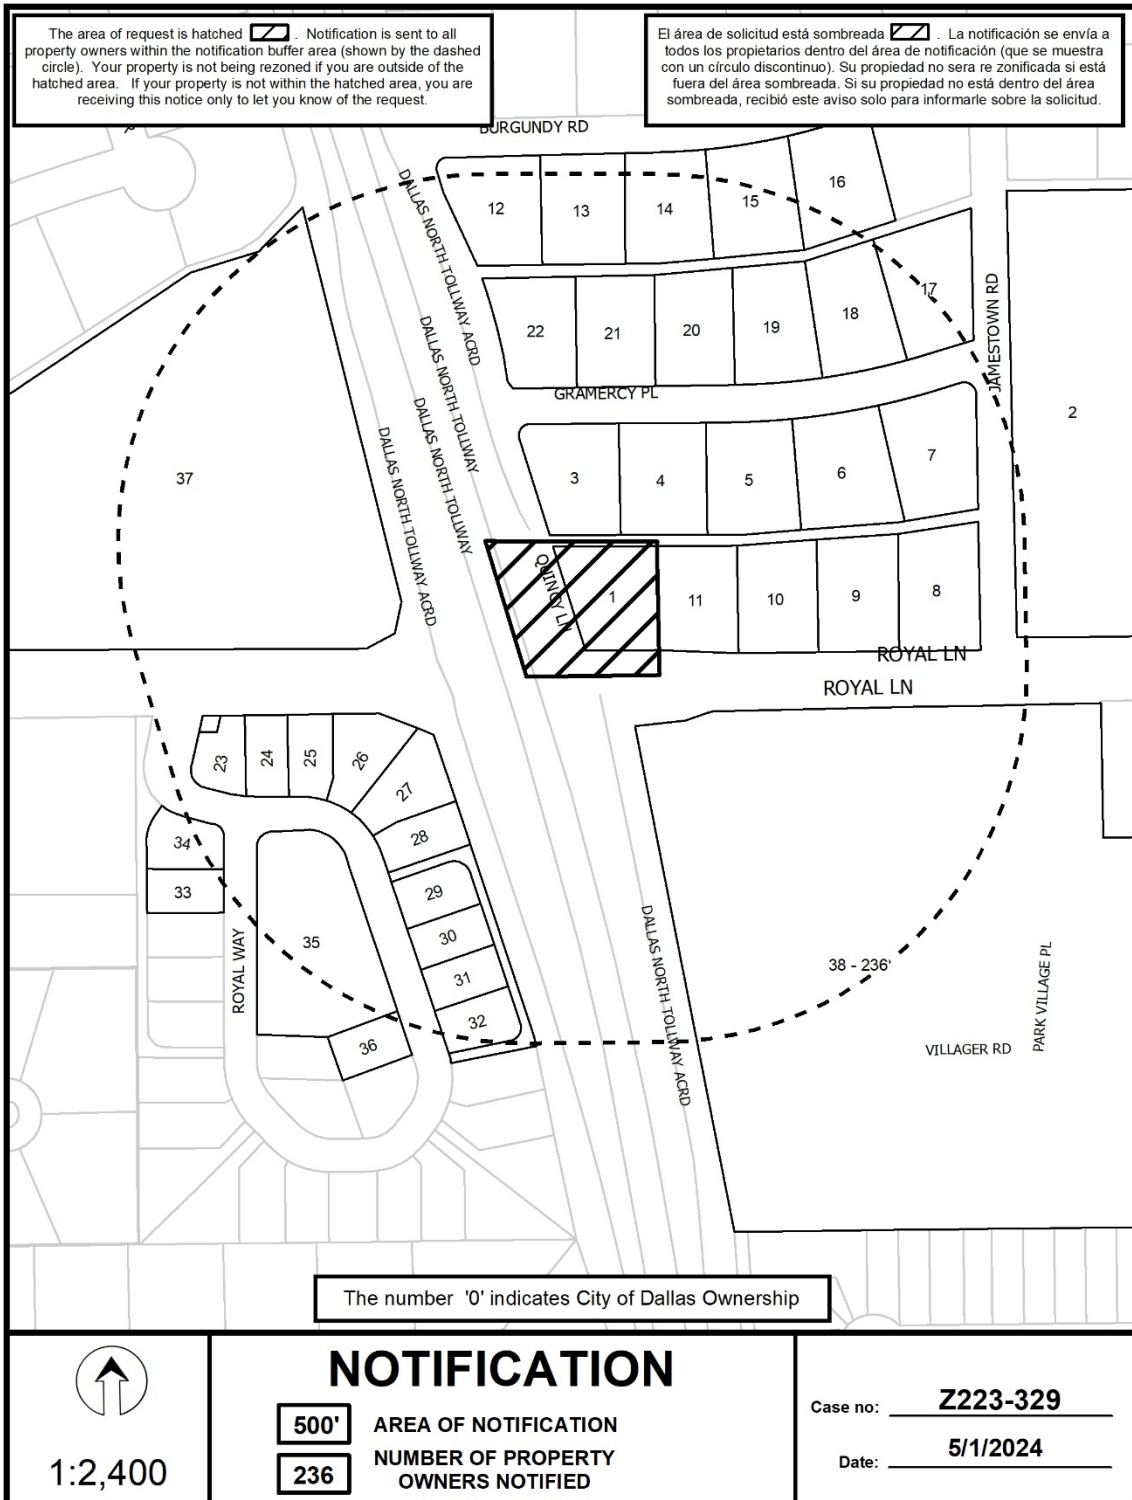 The area of request is hatched . Notification is sent to all
property owners within the notification buffer area (shown by the dashed
circle). Your property is not being rezoned if you are outside of the
hatched area. If your property is not within the hatched area, you are
receiving this notice only to let you know of the request.
El área de solicitud está sombreada . La notificación se envía a
todos los propietarios dentro del área de notificación (que se muestra
con un círculo discontinuo). Su propiedad no sera re zonificada si está
fuera del área sombreada. Si su propiedad no está dentro del área
sombreada, recibió este aviso solo para informarle sobre la solicitud.
BURGUNDY RD
DALLAS NORTH TOLLWAY ACRD
12
13
14
15
16
17
22
21
20
19
18
JAMESTOWN RD
DALLAS NORTH TOLLWAY
GRAMERCY PL
2
DALLAS NORTH TOLLWAY
DALLAS NORTH TOLLWAY ACRD
37
3
4
5
6
7
QUINCY LN
1
11
10
9
8
ROYAL LN
ROYAL LN
23
24
25
26
27
28
34
33
29
30
31
32
35
36
ROYAL WAY
DALLAS NORTH TOLLWAY ACRD
38 - 236
VILLAGER RD
PARK VILLAGE PL
The number '0' indicates City of Dallas Ownership
1:2,400
NOTIFICATION
500' AREA OF NOTIFICATION
236 NUMBER OF PROPERTY
OWNERS NOTIFIED
Case no: Z223-329
Date: 5/1/2024